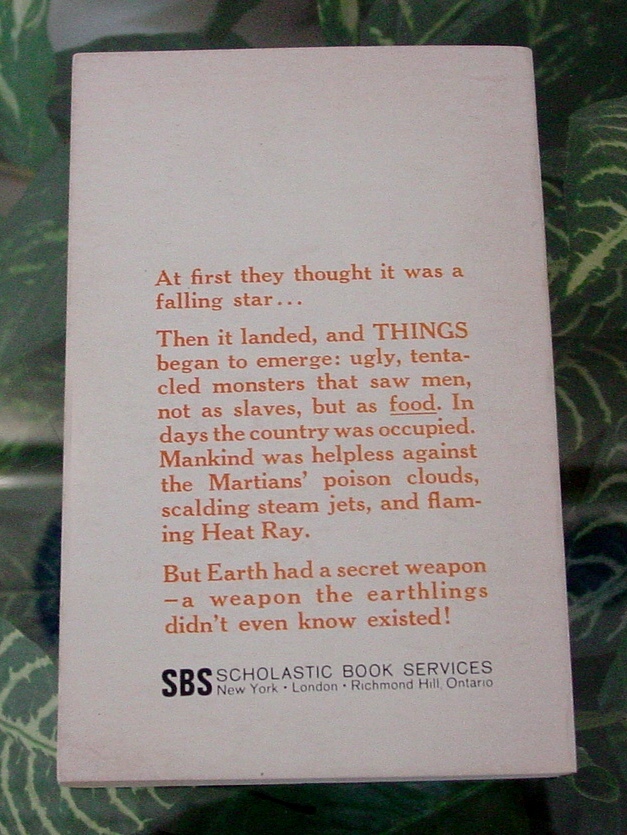 At first they thought it was a
falling star...
Then it landed, and THINGS
began to emerge: ugly, tenta-
cled monsters that saw men,
not as slaves, but as food. In
days the country was occupied.
Mankind was helpless against
the Martians' poison clouds,
scalding steam jets, and flam-
ing Heat Ray.
But Earth had a secret weapon
–a weapon the earthlings
didn't even know existed!
SBS SCHOLASTIC BOOK SERVICES
New York • London • Richmond Hill, Ontario